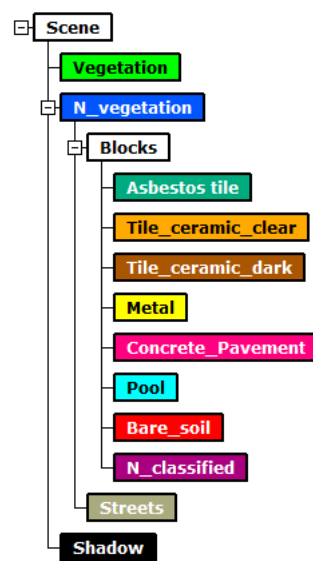 Scene
Vegetation
N_vegetation
Blocks
Asbestos tile
Tile_ceramic_clear
Tile_ceramic_dark
Metal
Concrete_Pavement
Pool
Bare_soil
N_classified
Streets
Shadow